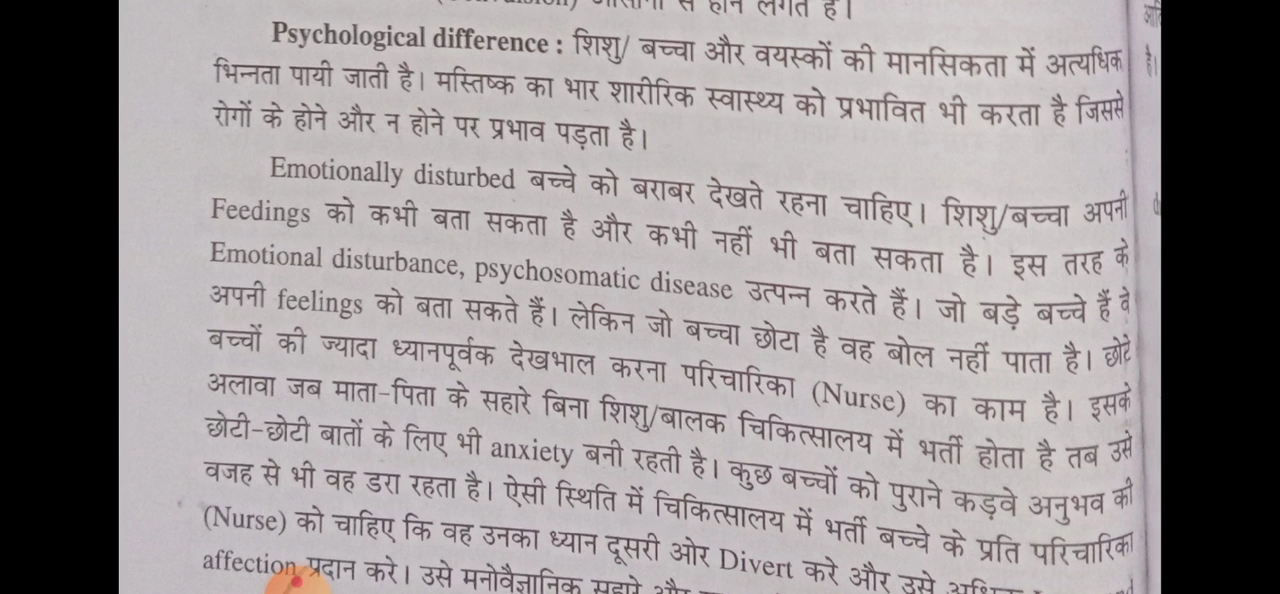 से होने लगते हैं।
Psychological difference : शिशु/ बच्चा और वयस्कों की मानसिकता में अत्यधिक
भिन्नता पायी जाती है। मस्तिष्क का भार शारीरिक स्वास्थ्य को प्रभावित भी करता है जिससे
रोगों के होने और न होने पर प्रभाव पड़ता है।
Emotionally disturbed बच्चे को बराबर देखते रहना चाहिए। शिशु/बच्चा अपनी
Feedings को कभी बता सकता है और कभी नहीं भी बता सकता है। इस तरह के
Emotional disturbance, psychosomatic disease उत्पन्न करते हैं। जो बड़े बच्चे हैं वे
अपनी feelings को बता सकते हैं। लेकिन जो बच्चा छोटा है वह बोल नहीं पाता है। छोटे
बच्चों की ज्यादा ध्यानपूर्वक देखभाल करना परिचारिका (Nurse) का काम है। इसके
अलावा जब माता-पिता के सहारे बिना शिशु/बालक चिकित्सालय में भर्ती होता है तब उसे
छोटी-छोटी बातों के लिए भी anxiety बनी रहती है। कुछ बच्चों को पुराने कड़वे अनुभव की
वजह से भी वह डरा रहता है। ऐसी स्थिति में चिकित्सालय में भर्ती बच्चे के प्रति परिचारिका
(Nurse) को चाहिए कि वह उनका ध्यान दूसरी ओर Divert करे और उसे
affection प्रदान करे। उसे मनोवैज्ञानिक सहारे और